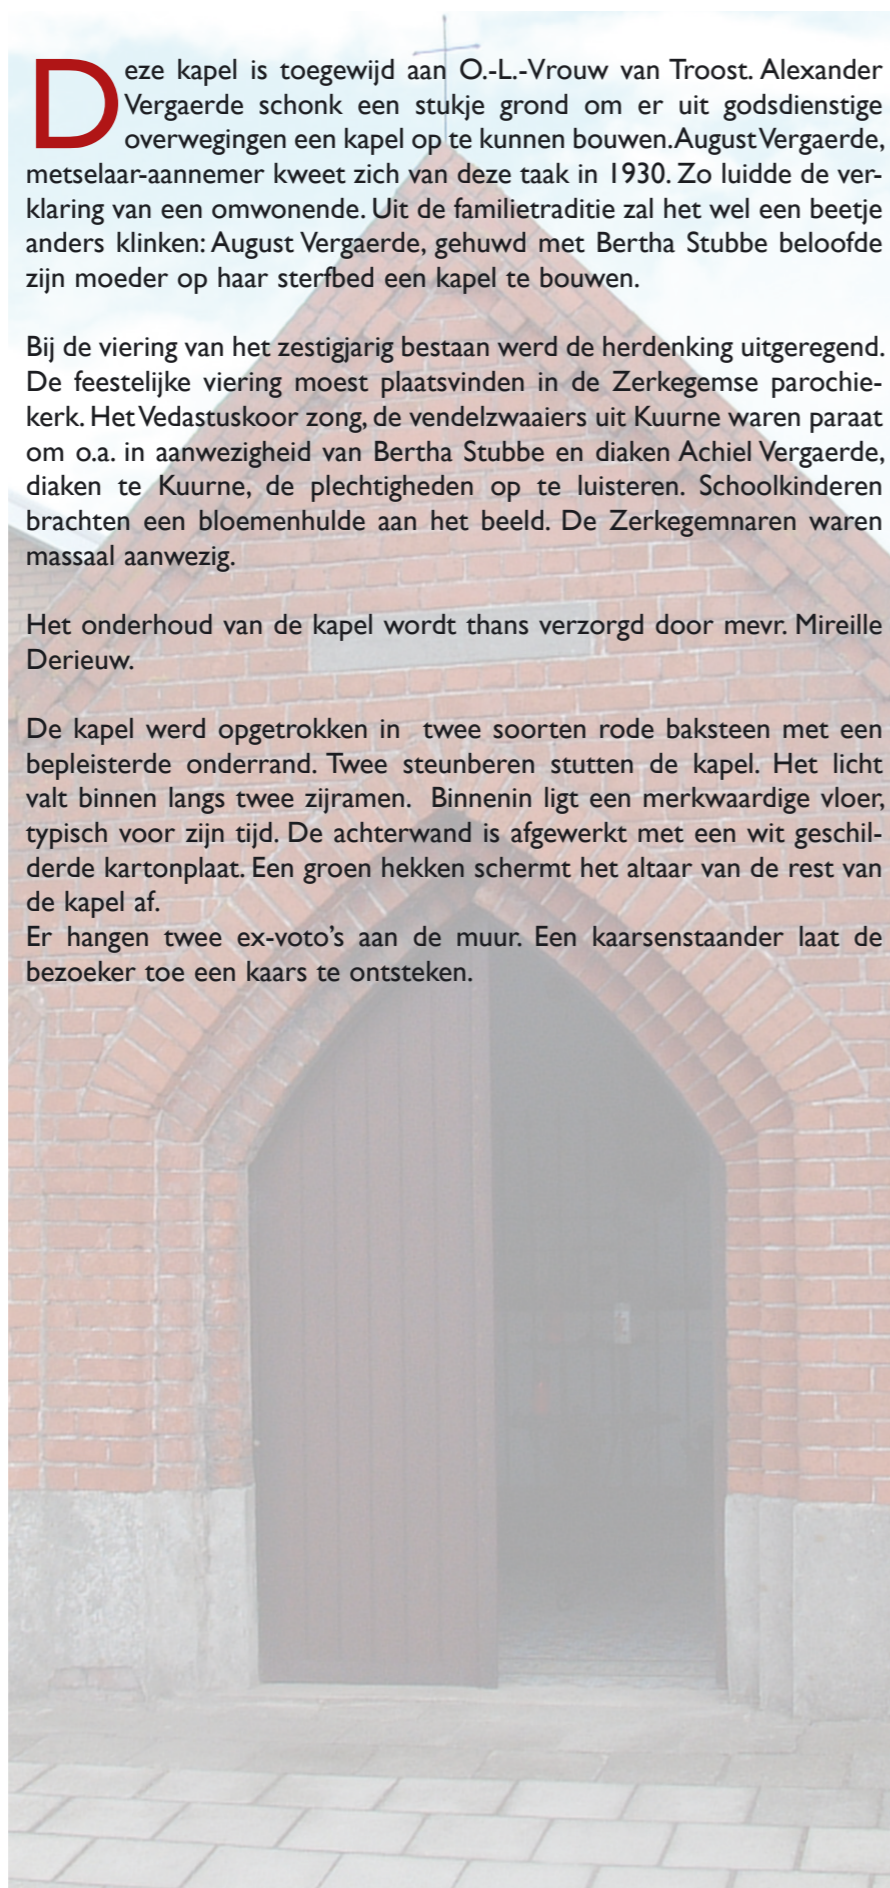 Deze kapel is toegewijd aan O.-L.-Vrouw van Troost. Alexander
Vergaerde schonk een stukje grond om er uit godsdienstige
overwegingen een kapel op te kunnen bouwen. August Vergaerde,
metselaar-aannemer kweet zich van deze taak in 1930. Zo luidde de ver-
klaring van een omwonende. Uit de familietraditie zal het wel een beetje
anders klinken: August Vergaerde, gehuwd met Bertha Stubbe beloofde
zijn moeder op haar sterfbed een kapel te bouwen.

Bij de viering van het zestigjarig bestaan werd de herdenking uitgeregend.
De feestelijke viering moest plaatsvinden in de Zerkegemse parochie-
kerk. Het Vedastuskoor zong, de vendelzwaaiers uit Kuurne waren paraat
om o.a. in aanwezigheid van Bertha Stubbe en diaken Achiel Vergaerde,
diaken te Kuurne, de plechtigheden op te luisteren. Schoolkinderen
brachten een bloemenhulde aan het beeld. De Zerkegemnaren waren
massaal aanwezig.

Het onderhoud van de kapel wordt thans verzorgd door mevr. Mireille
Derieuw.

De kapel werd opgetrokken in twee soorten rode baksteen met een
bepleisterde onderrand. Twee steunberen stutten de kapel. Het licht
valt binnen langs twee zijramen. Binnenin ligt een merkwaardige vloer,
typisch voor zijn tijd. De achterwand is afgewerkt met een wit geschil-
derde kartonplaat. Een groen hekken schermt het altaar van de rest van
de kapel af.
Er hangen twee ex-voto's aan de muur. Een kaarsenstaander laat de
bezoeker toe een kaars te ontsteken.